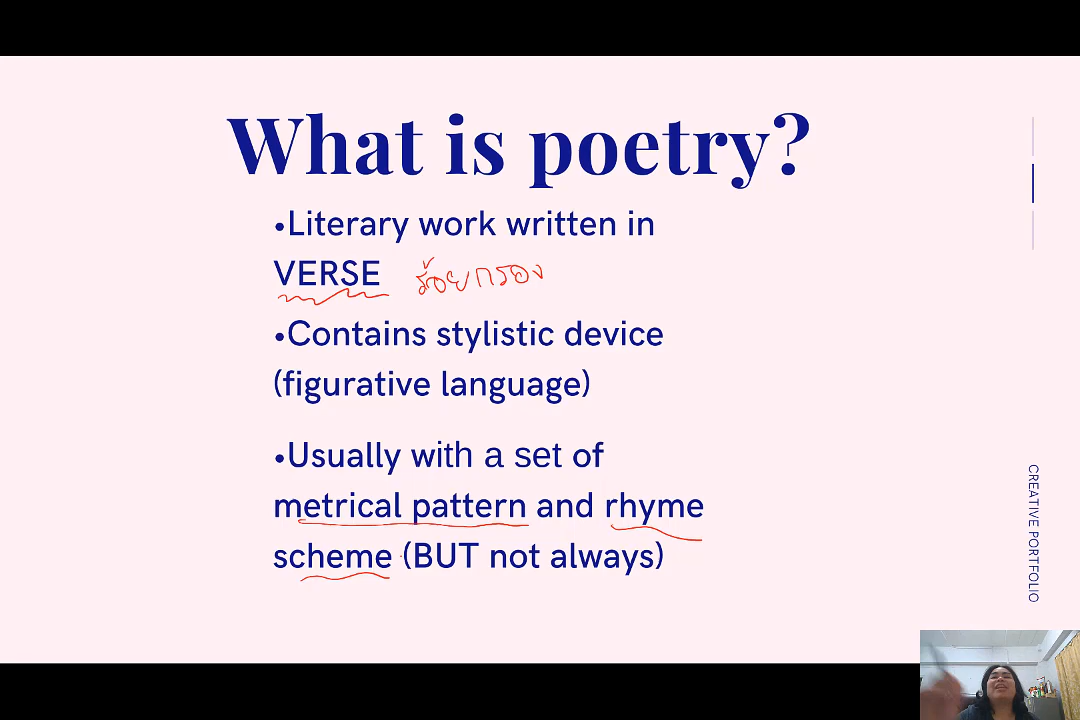 What is poetry?
•Literary work written in
VERSE ร้อยกรอง
•Contains stylistic device
(figurative language)
•Usually with a set of
metrical pattern and rhyme
scheme (BUT not always)
CREATIVE PORTFOLIO